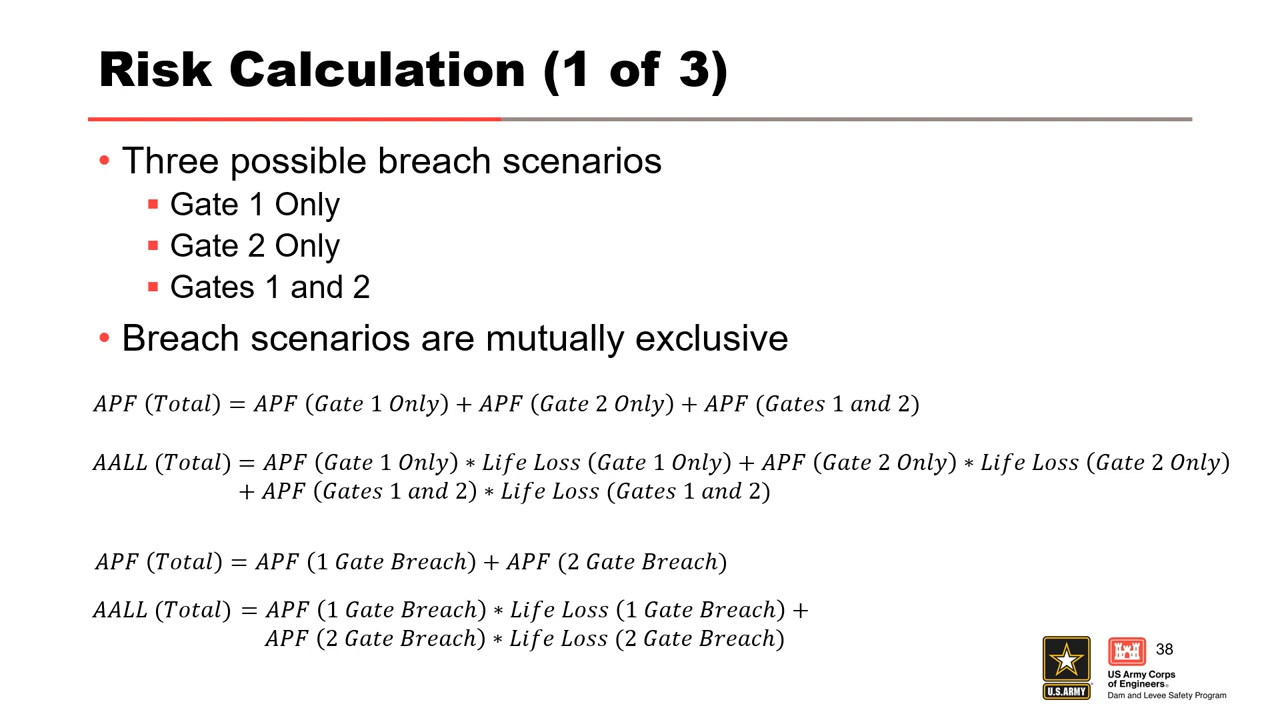 Risk Calculation (1 of 3)
• Three possible breach scenarios
▪ Gate 1 Only
▪ Gate 2 Only
▪ Gates 1 and 2
• Breach scenarios are mutually exclusive
APF (Total) = APF (Gate 1 Only) + APF (Gate 2 Only) + APF (Gates 1 and 2)
AALL (Total) = APF (Gate 1 Only) * Life Loss (Gate 1 Only) + APF (Gate 2 Only) * Life Loss (Gate 2 Only)
+ APF (Gates 1 and 2) * Life Loss (Gates 1 and 2)
APF (Total) = APF (1 Gate Breach) + APF (2 Gate Breach)
AALL (Total) = APF (1 Gate Breach) * Life Loss (1 Gate Breach) +
APF (2 Gate Breach) * Life Loss (2 Gate Breach)
38
U.S.ARMY
US Army Corps
of Engineers®
Dam and Levee Safety Program